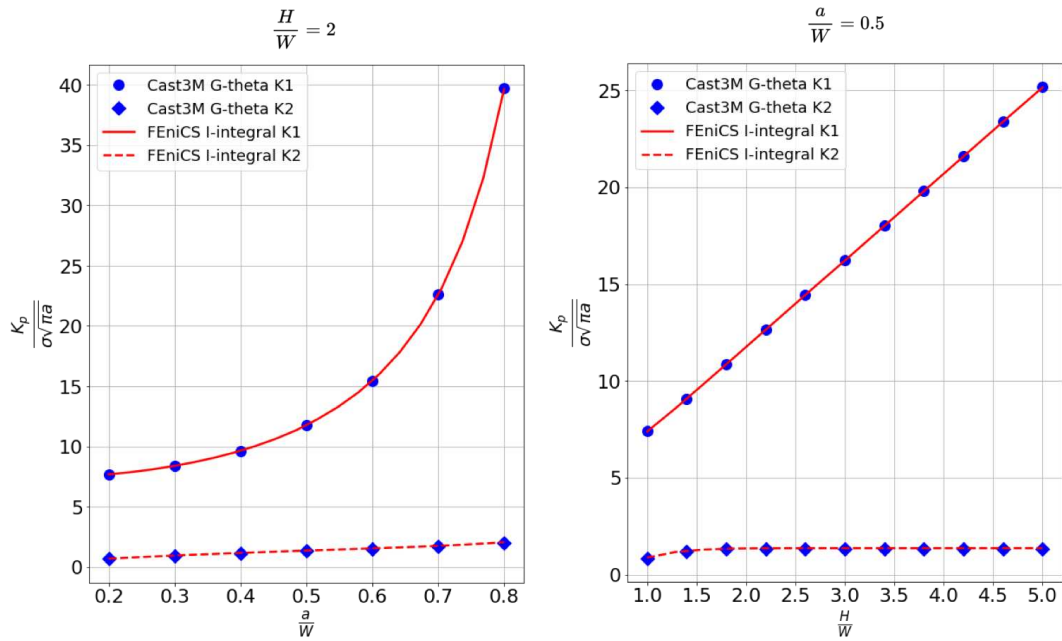 H/W = 2
Cast3M G-theta K1
Cast3M G-theta K2
FEniCS I-integral K1
FEniCS I-integral K2
40
35
30
25
20
15
10
5
0
K_p/σ√πa
0.2 0.3 0.4 0.5 0.6 0.7 0.8
a/W
a/W = 0.5
Cast3M G-theta K1
Cast3M G-theta K2
FEniCS I-integral K1
FEniCS I-integral K2
25
20
15
10
5
0
K_p/σ√πa
1.0 1.5 2.0 2.5 3.0 3.5 4.0 4.5 5.0
H/W